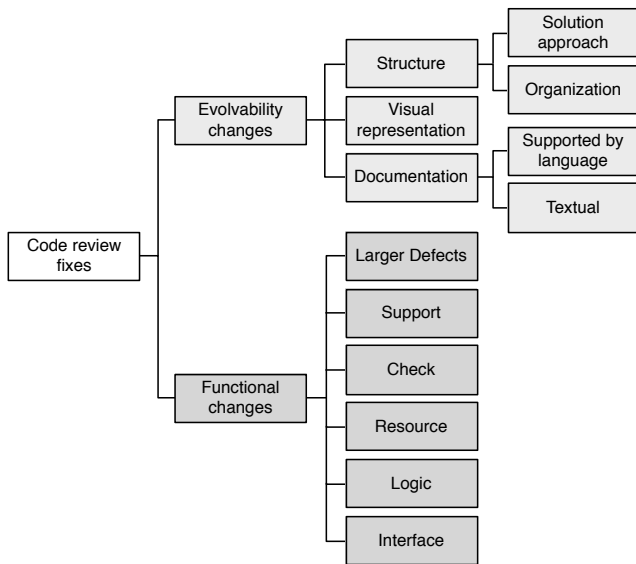 Solution
approach
Structure
Organization
Evolvability
changes
Visual
representation
Supported by
language
Documentation
Textual
Code review
fixes
Larger Defects
Support
Check
Functional
changes
Resource
Logic
Interface